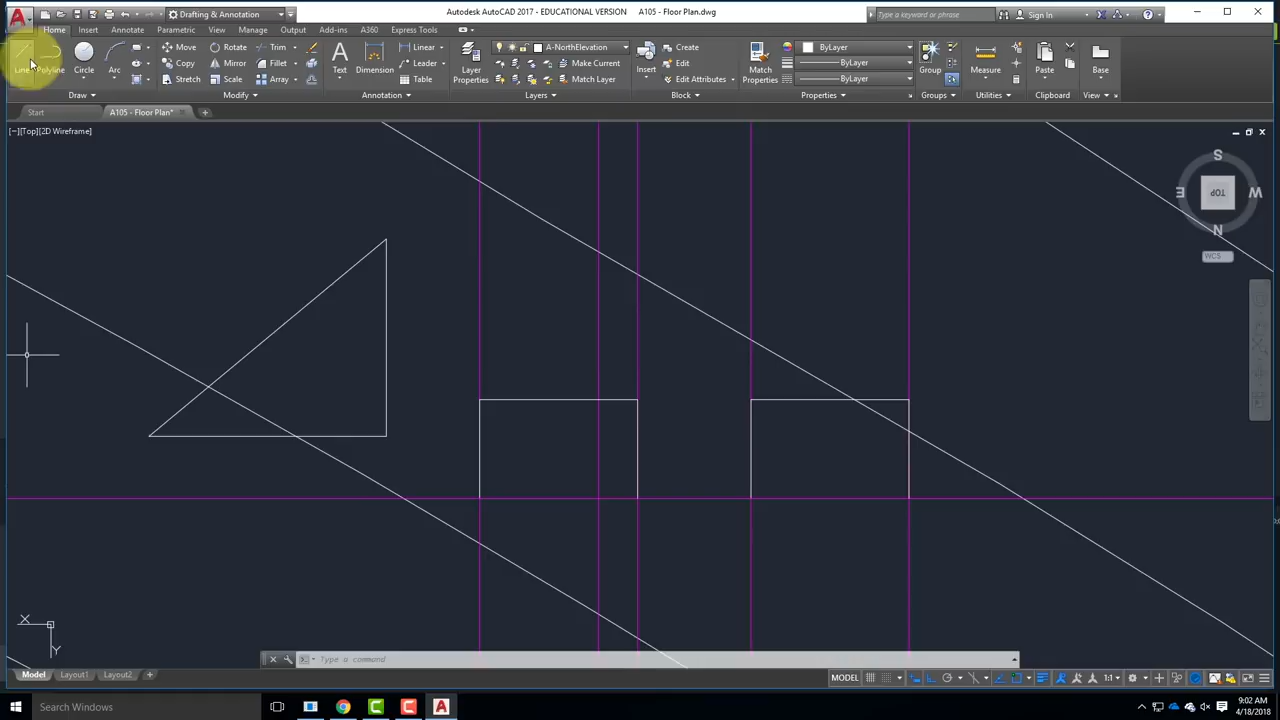 Drafting & Annotation
Autodesk AutoCAD 2017 - EDUCATIONAL VERSION A105 - Floor Plan.dwg
Type a keyword or phrase
Sign In
Home Insert Annotate Parametric View Manage Output Add-ins A360 Express Tools
Line Polyline Circle Arc
Move Rotate Trim
Copy Mirror Fillet
Stretch Scale Array
Text Dimension
Linear
Leader
Table
Layer Properties
A-NorthElevation
Make Current
Match Layer
Insert
Create
Edit
Edit Attributes
Match Properties
ByLayer
ByLayer
ByLayer
Group
Measure
Paste
Base
Draw Modify Annotation Layers Block Properties Groups Utilities Clipboard View
Start A105 - Floor Plan*
[−][Top][2D Wireframe]
S
E TOP W
N
WCS
X
Y
Type a command
Model Layout1 Layout2
MODEL 1:1
Search Windows
9:02 AM
4/18/2018